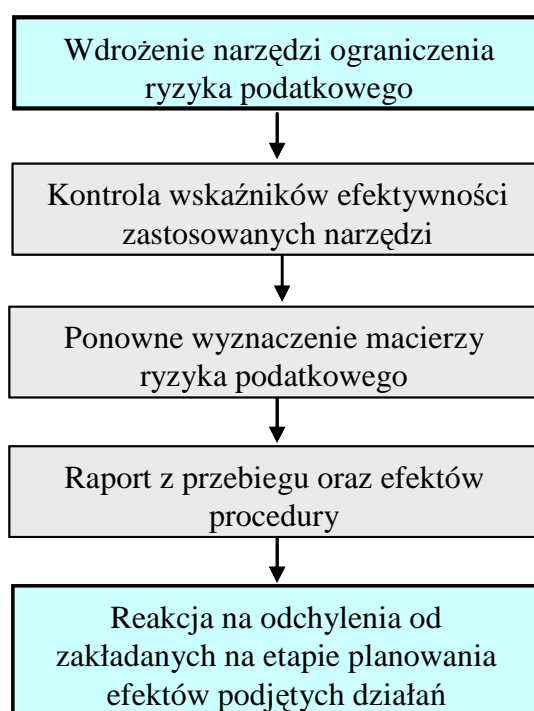 Wdrożenie narzędzi ograniczenia
ryzyka podatkowego
Kontrola wskaźników efektywności
zastosowanych narzędzi
Ponowne wyznaczenie macierzy
ryzyka podatkowego
Raport z przebiegu oraz efektów
procedury
Reakcja na odchylenia od
zakładanych na etapie planowania
efektów podjętych działań